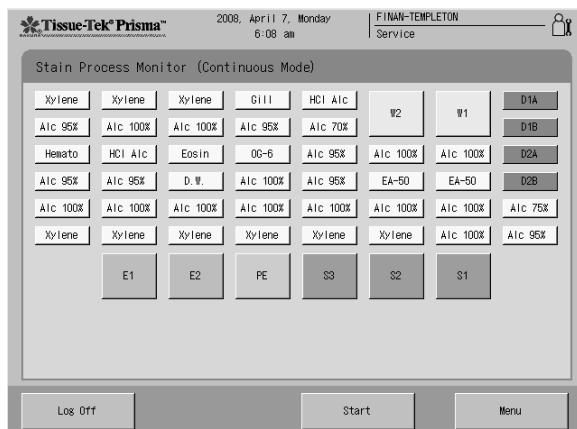 Tissue-Tek® Prisma™
2008, April 7, Monday
6:08 am
FINAN-TEMPLETON
Service
Stain Process Monitor (Continuous Mode)
Xylene Xylene Xylene Gill HCl Alc W2 W1 D1A
Alc 95% Alc 100% Alc 100% Alc 95% Alc 70% D1B
Hemato HCl Alc Eosin OG-6 Alc 95% Alc 100% Alc 100% D2A
Alc 95% Alc 95% D.W. Alc 100% Alc 95% EA-50 EA-50 D2B
Alc 100% Alc 100% Alc 100% Alc 100% Alc 100% Alc 100% Alc 100% Alc 75%
Xylene Xylene Xylene Xylene Xylene Xylene Alc 100% Alc 95%
E1 E2 PE S3 S2 S1
Log Off Start Menu